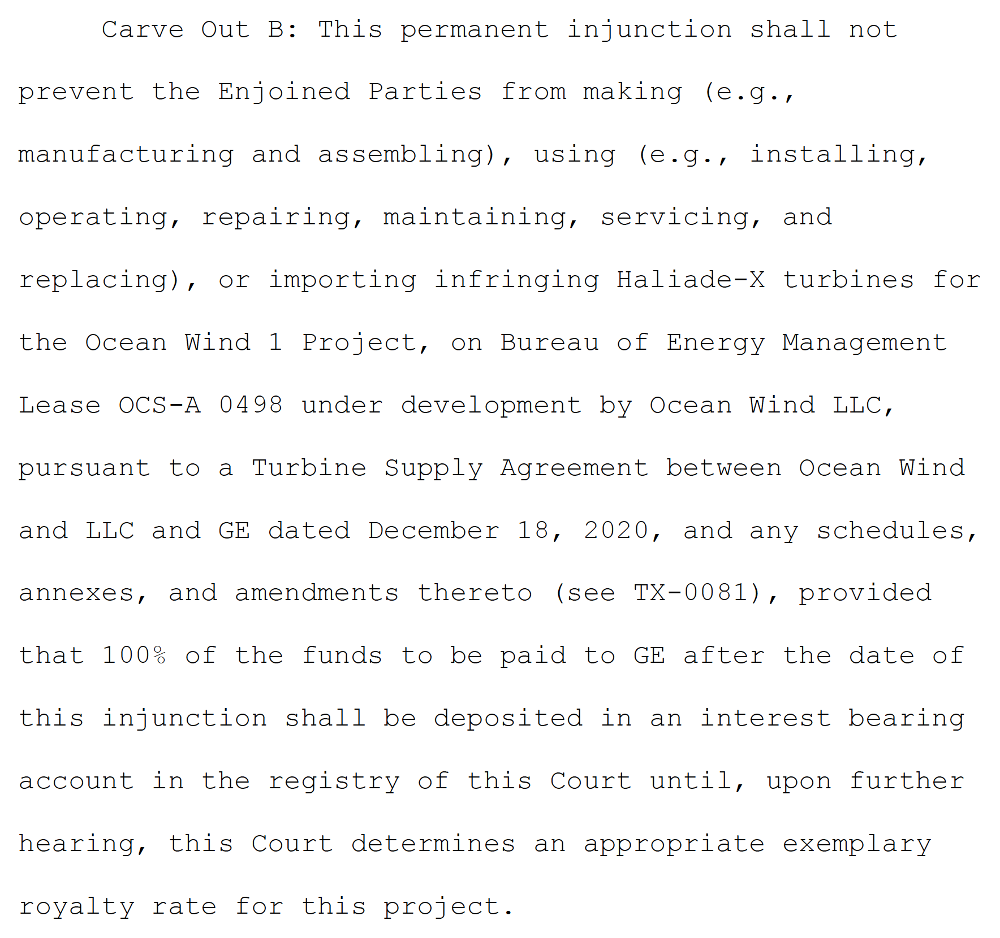 Carve Out B: This permanent injunction shall not
prevent the Enjoined Parties from making (e.g.,
manufacturing and assembling), using (e.g., installing,
operating, repairing, maintaining, servicing, and
replacing), or importing infringing Haliade-X turbines for
the Ocean Wind 1 Project, on Bureau of Energy Management
Lease OCS-A 0498 under development by Ocean Wind LLC,
pursuant to a Turbine Supply Agreement between Ocean Wind
and LLC and GE dated December 18, 2020, and any schedules,
annexes, and amendments thereto (see TX-0081), provided
that 100% of the funds to be paid to GE after the date of
this injunction shall be deposited in an interest bearing
account in the registry of this Court until, upon further
hearing, this Court determines an appropriate exemplary
royalty rate for this project.